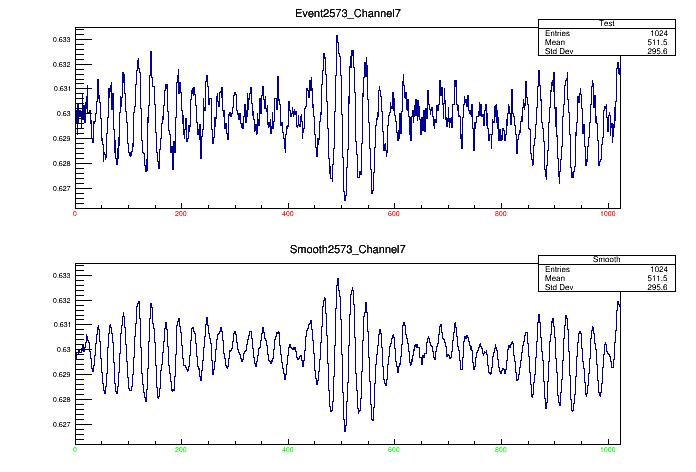 Event2573_Channel7
Test
Entries 1024
Mean 511.5
Std Dev 295.6
0.633
0.632
0.631
0.63
0.629
0.628
0.627
0 200 400 600 800 1000
Smooth2573_Channel7
Smooth
Entries 1024
Mean 511.5
Std Dev 295.6
0.633
0.632
0.631
0.63
0.629
0.628
0.627
0 200 400 600 800 1000